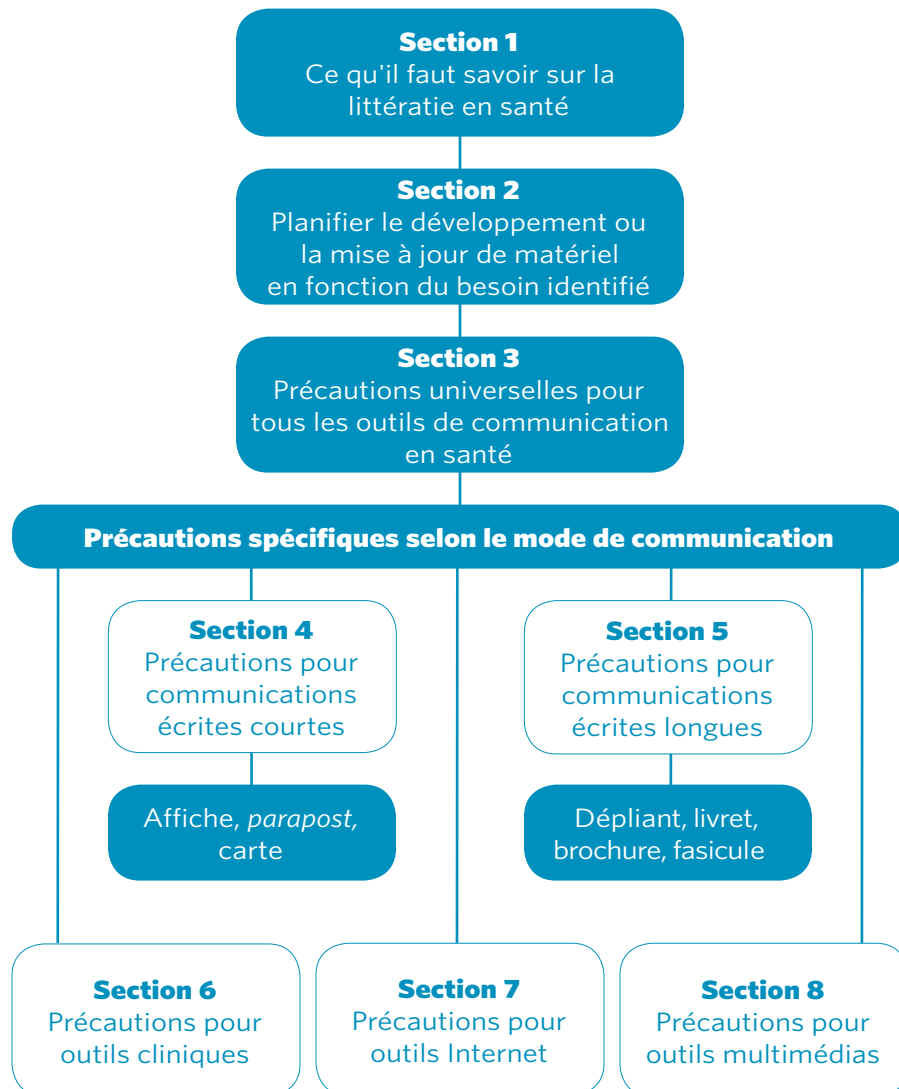 Section 1
Ce qu'il faut savoir sur la
littératie en santé
Section 2
Planifier le développement ou
la mise à jour de matériel
en fonction du besoin identifié
Section 3
Précautions universelles pour
tous les outils de communication
en santé
Précautions spécifiques selon le mode de communication
Section 4
Précautions pour
communications
écrites courtes
Affiche, parapost,
carte
Section 5
Précautions pour
communications
écrites longues
Dépliant, livret,
brochure, fasicule
Section 6
Précautions pour
outils cliniques
Section 7
Précautions pour
outils Internet
Section 8
Précautions pour
outils multimédias